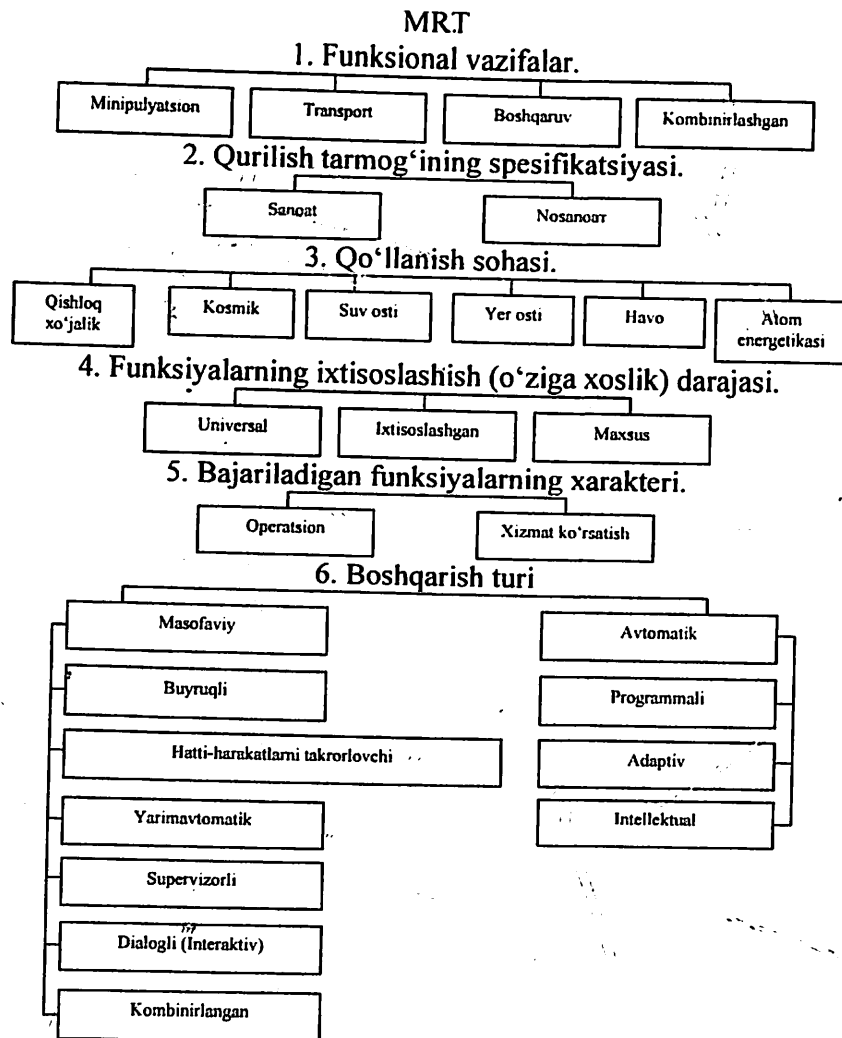 MRT
1. Funksional vazifalar.
Minipulyatsion
Transport
Boshqaruv
Kombinirlashgan
2. Qurilish tarmog‘ining spesifikatsiyasi.
Sanoat
Nosanoat
3. Qo‘llanish sohasi.
Qishloq
xo‘jalik
Kosmik
Suv osti
Yer osti
Havo
Atom
energetikasi
4. Funksiyalarning ixtisoslashish (o‘ziga xoslik) darajasi.
Universal
Ixtisoslashgan
Maxsus
5. Bajariladigan funksiyalarning xarakteri.
Operatsion
Xizmat ko‘rsatish
6. Boshqarish turi
Masofaviy
Buyruqli
Hatti-harakatlarni takrorlovchi
Yarimavtomatik
Supervizorli
Dialogli (Interaktiv)
Kombinirlangan
Avtomatik
Programmali
Adaptiv
Intellektual